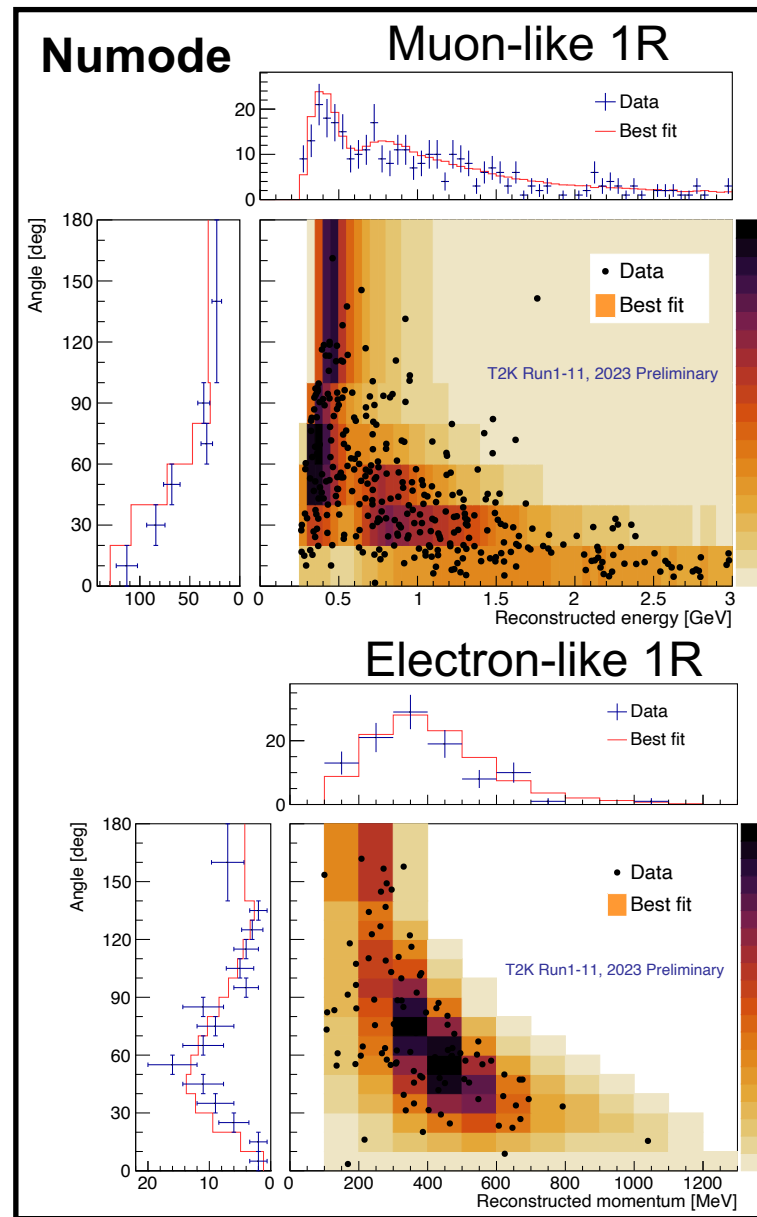 Numode
Muon-like 1R
20
10
0
Data
Best fit
180
150
120
90
60
30
0
Angle [deg]
100
50
0
Data
Best fit
T2K Run1-11, 2023 Preliminary
0
0.5
1
1.5
2
2.5
3
Reconstructed energy [GeV]
Electron-like 1R
20
0
Data
Best fit
180
150
120
90
60
30
0
Angle [deg]
20
10
0
Data
Best fit
T2K Run1-11, 2023 Preliminary
0
200
400
600
800
1000
1200
Reconstructed momentum [MeV]